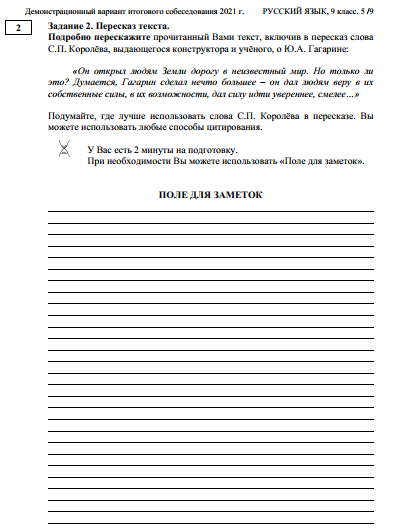 Демонстрационный вариант итогового собеседования 2021 г. РУССКИЙ ЯЗЫК, 9 класс. 5 /9
2
Задание 2. Пересказ текста.
Подробно перескажите прочитанный Вами текст, включив в пересказ слова
С.П. Королёва, выдающегося конструктора и учёного, о Ю.А. Гагарине:
«Он открыл людям Земли дорогу в неизвестный мир. Но только ли
это? Думается, Гагарин сделал нечто большее – он дал людям веру в их
собственные силы, в их возможности, дал силу идти увереннее, смелее…»
Подумайте, где лучше использовать слова С.П. Королёва в пересказе. Вы
можете использовать любые способы цитирования.
У Вас есть 2 минуты на подготовку.
При необходимости Вы можете использовать «Поле для заметок».
ПОЛЕ ДЛЯ ЗАМЕТОК